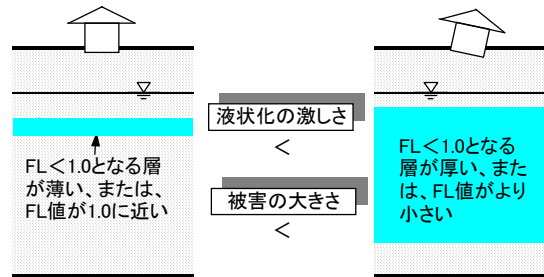 FL＜1.0となる層
が薄い、または、
FL値が1.0に近い
液状化の激しさ
＜
被害の大きさ
＜
FL＜1.0となる
層が厚い、また
は、FL値がより
小さい